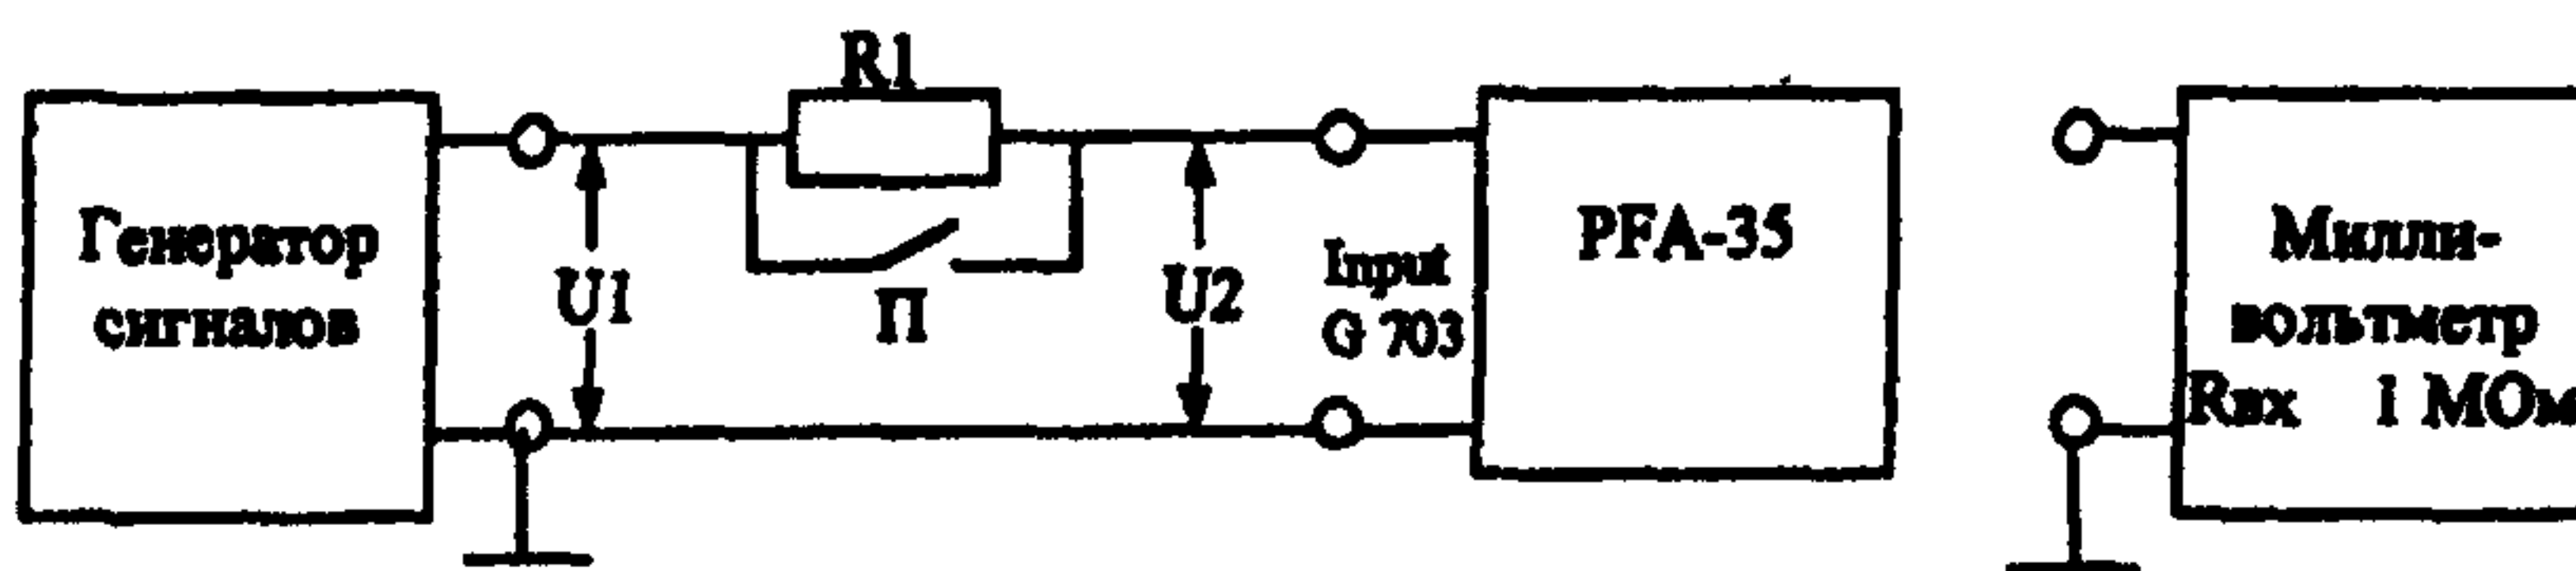 R1
Генератор
сигналов
U1
П
U2
Input
G 703
PFA-35
Милли-
вольтметр
Rвх 1 МОм